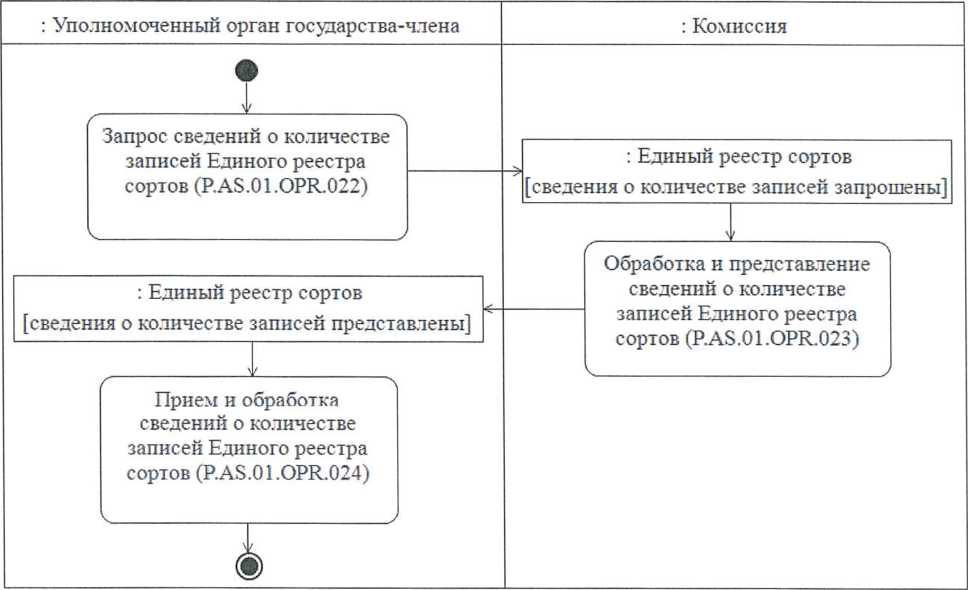 : Уполномоченный орган государства-члена
: Комиссия
Запрос сведений о количестве
записей Единого реестра
сортов (P.AS.01.OPR.022)
: Единый реестр сортов
[сведения о количестве записей запрошены]
Обработка и представление
сведений о количестве
записей Единого реестра
сортов (P.AS.01.OPR.023)
: Единый реестр сортов
[сведения о количестве записей представлены]
Прием и обработка
сведений о количестве
записей Единого реестра
сортов (P.AS.01.OPR.024)